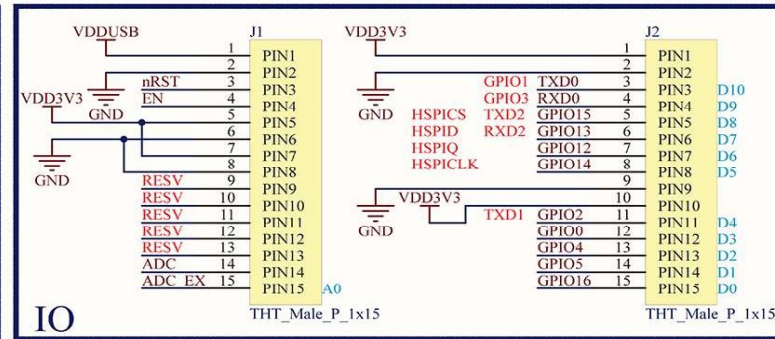 VDDUSB J1 VDD3V3 J2
1 PIN1 1 PIN1
2 PIN2 2 PIN2
nRST 3 PIN3 GPIO1 TXD0 3 PIN3 D10
VDD3V3 EN 4 PIN4 GPIO3 RXD0 4 PIN4 D9
GND 5 PIN5 GND HSPICS TXD2 GPIO15 5 PIN5 D8
6 PIN6 HSPID RXD2 GPIO13 6 PIN6 D7
7 PIN7 HSPIQ GPIO12 7 PIN7 D6
8 PIN8 HSPICLK GPIO14 8 PIN8 D5
GND RESV 9 PIN9 9 PIN9
RESV 10 PIN10 VDD3V3 10 PIN10
RESV 11 PIN11 GND TXD1 GPIO2 11 PIN11 D4
RESV 12 PIN12 GPIO0 12 PIN12 D3
RESV 13 PIN13 GPIO4 13 PIN13 D2
ADC 14 PIN14 GPIO5 14 PIN14 D1
ADC EX 15 PIN15 A0 GPIO16 15 PIN15 D0
IO THT_Male_P_1x15 THT_Male_P_1x15